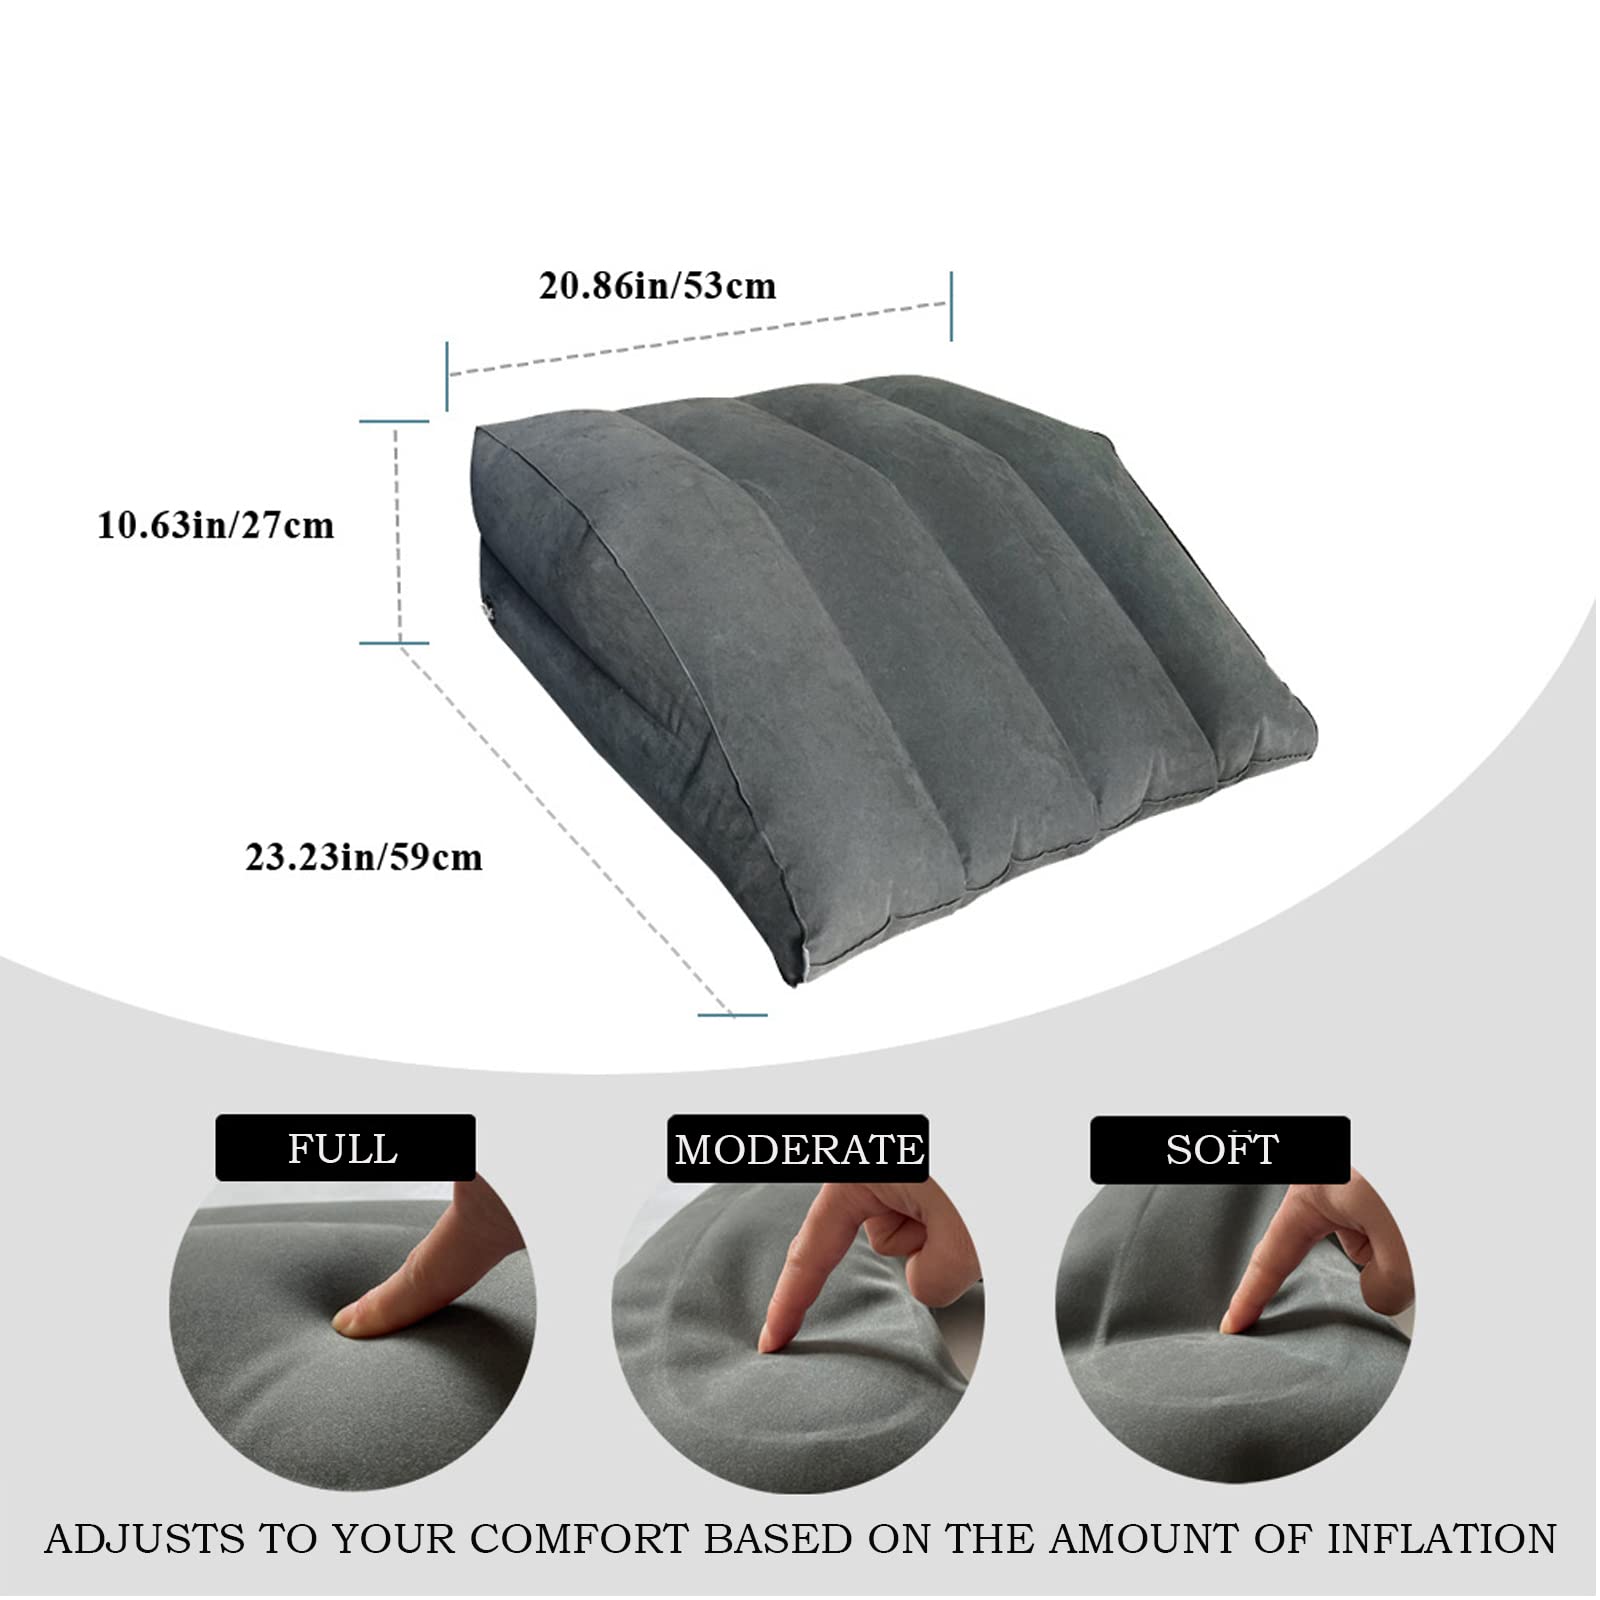 20.86in/53cm
10.63in/27cm
23.23in/59cm
FULL
MODERATE
SOFT
ADJUSTS TO YOUR COMFORT BASED ON THE AMOUNT OF INFLATION